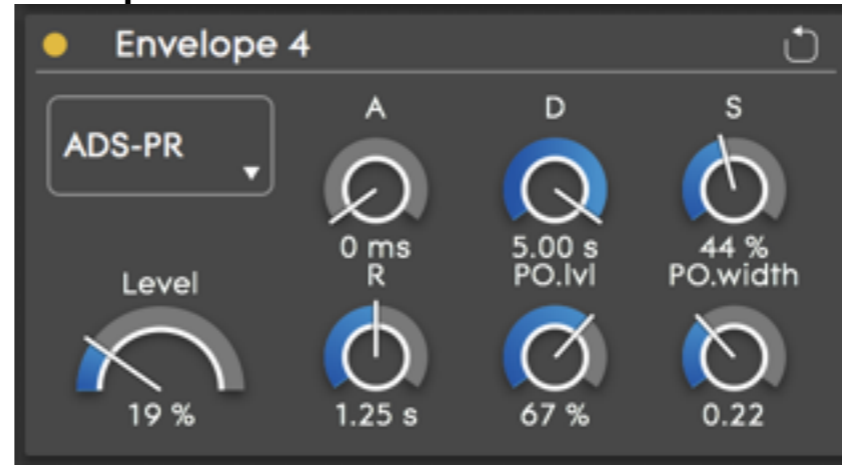 Envelope 4
ADS-PR
A D S
0 ms 5.00 s 44 %
Level R PO.lvl PO.width
19 % 1.25 s 67 % 0.22